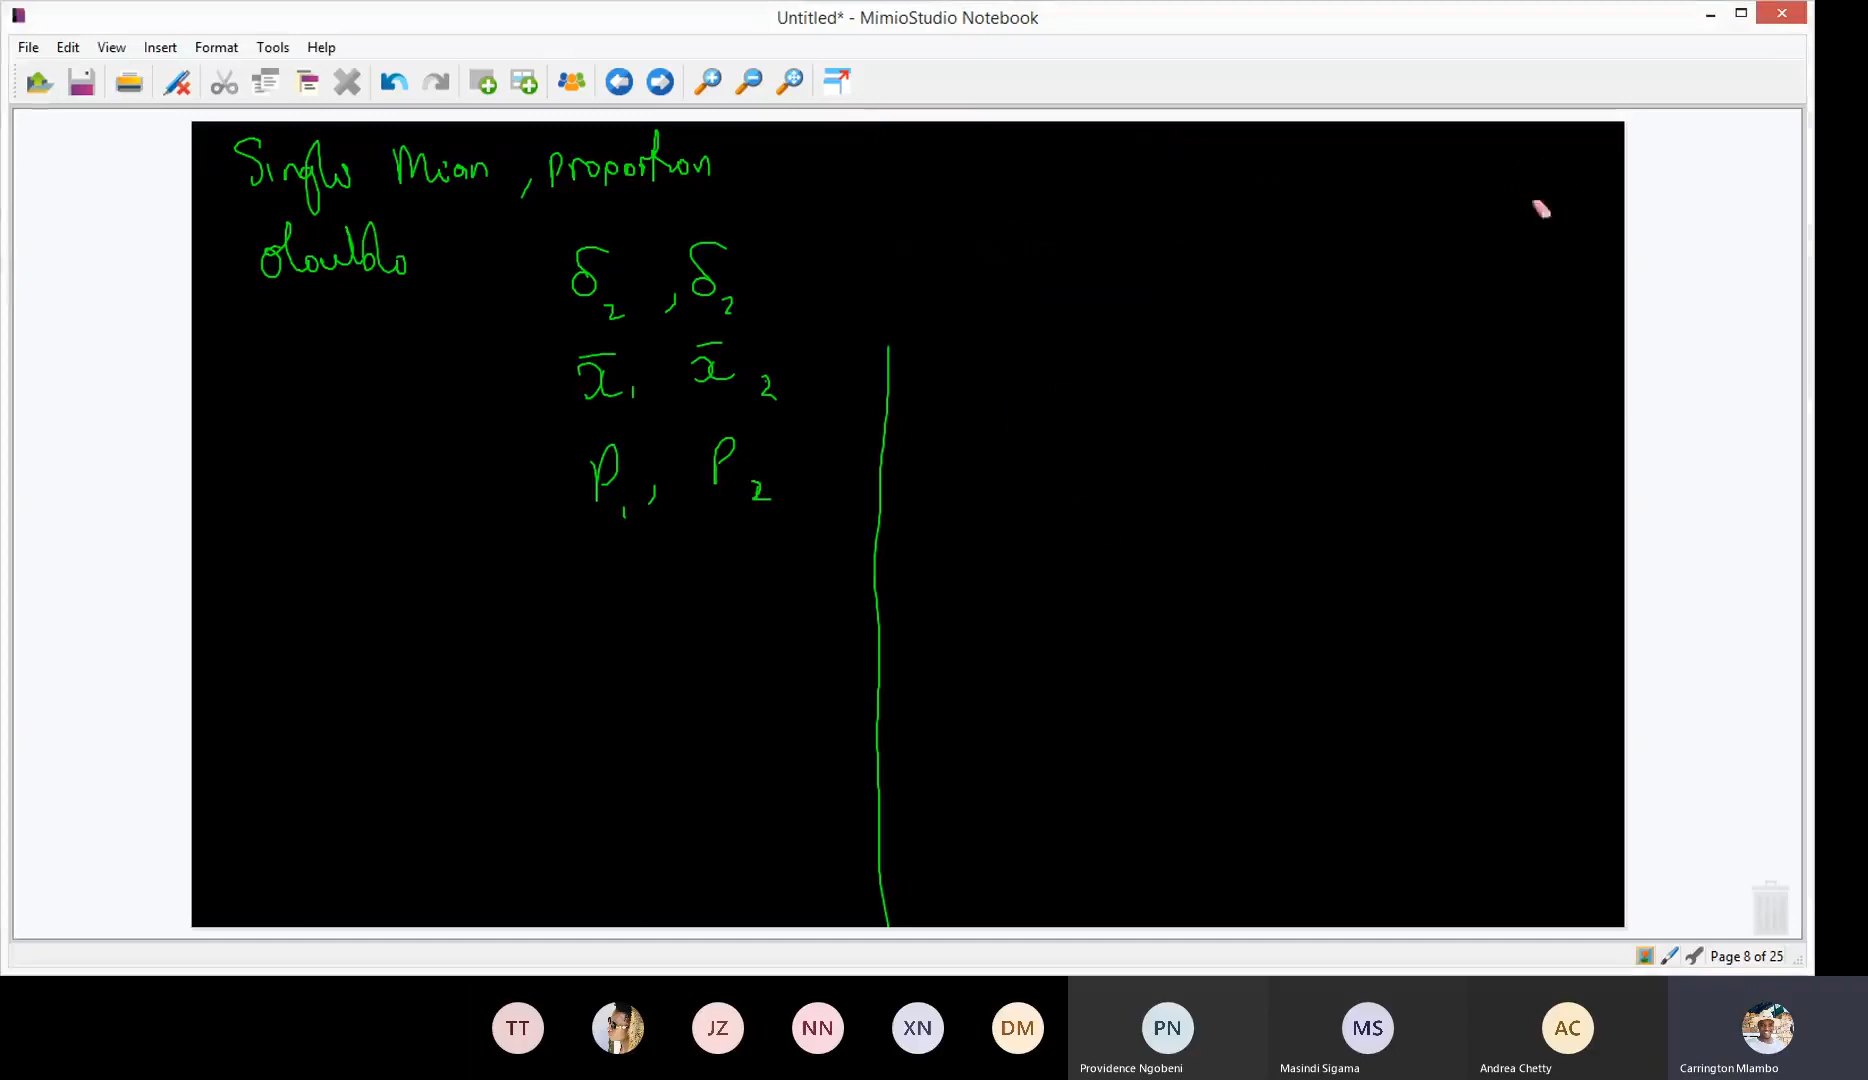 Untitled* - MimioStudio Notebook
File Edit View Insert Format Tools Help
Single Mean, proportion
double
δ₂, δ₂
x̄₁ x̄₂
P₁, P₂
Page 8 of 25
TT JZ NN XN DM PN MS AC
Providence Ngobeni Masindi Sigama Andrea Chetty Carrington Mlambo